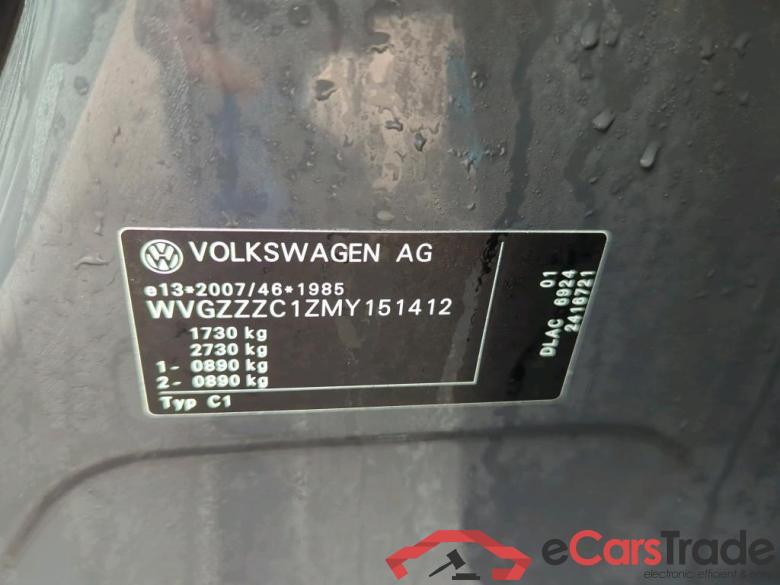 VOLKSWAGEN AG
e13*2007/46*1985
WVGZZZC1ZMY151412
1730 kg
2730 kg
1- 0890 kg
2- 0890 kg
Typ C1
01
DLAC 6924
2416721
eCarsTrade
electronic, efficient &